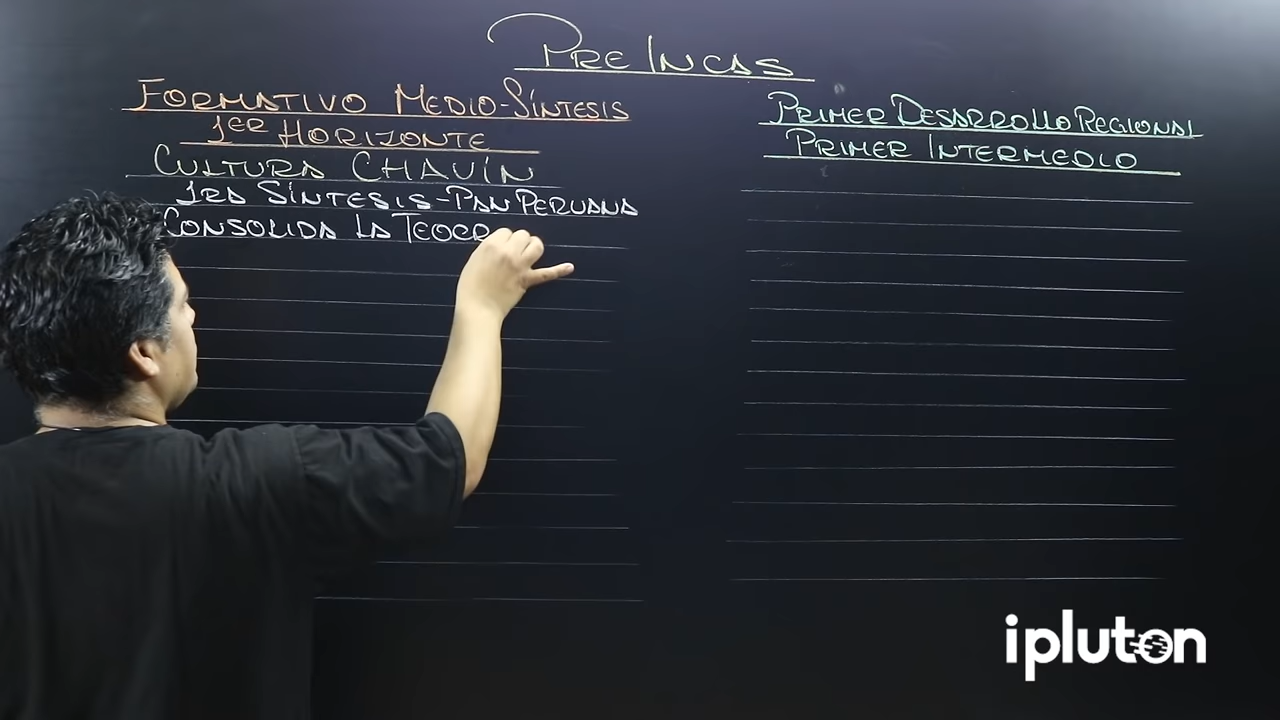 PRE INCAS
FORMATIVO MEDIO-SÍNTESIS
1ER HORIZONTE
CULTURA CHAVÍN
1RA SÍNTESIS-PAN PERUANA
CONSOLIDA LA TEOCR
PRIMER DESARROLLO REGIONAL
PRIMER INTERMEDIO
ipluton